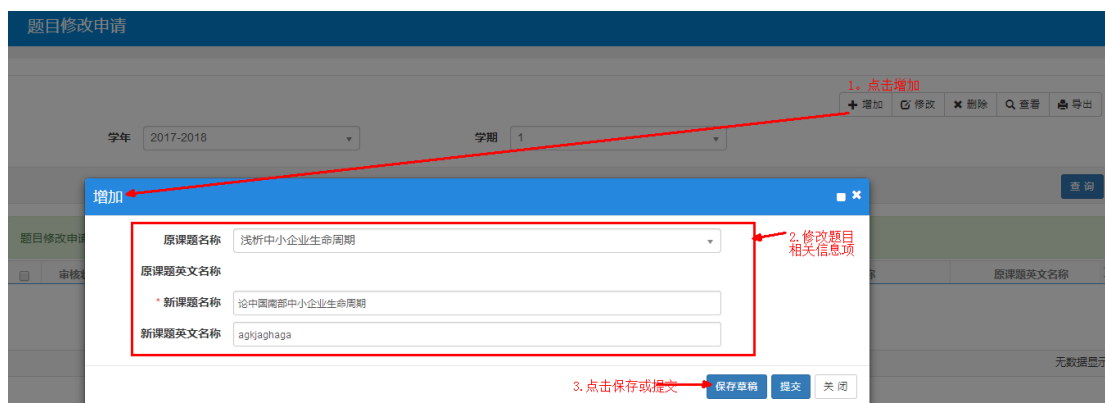 题目修改申请
1。点击增加
增加 修改 删除 查看 导出
学年 2017-2018 学期 1
查 询
增加
题目修改申请
原课题名称 浅析中小企业生命周期
2.修改题目
相关信息项
原课题英文名称
原课题英文名称
* 新课题名称 论中国南部中小企业生命周期
新课题英文名称 agkjaghaga
无数据显示
3.点击保存或提交 保存草稿 提交 关 闭